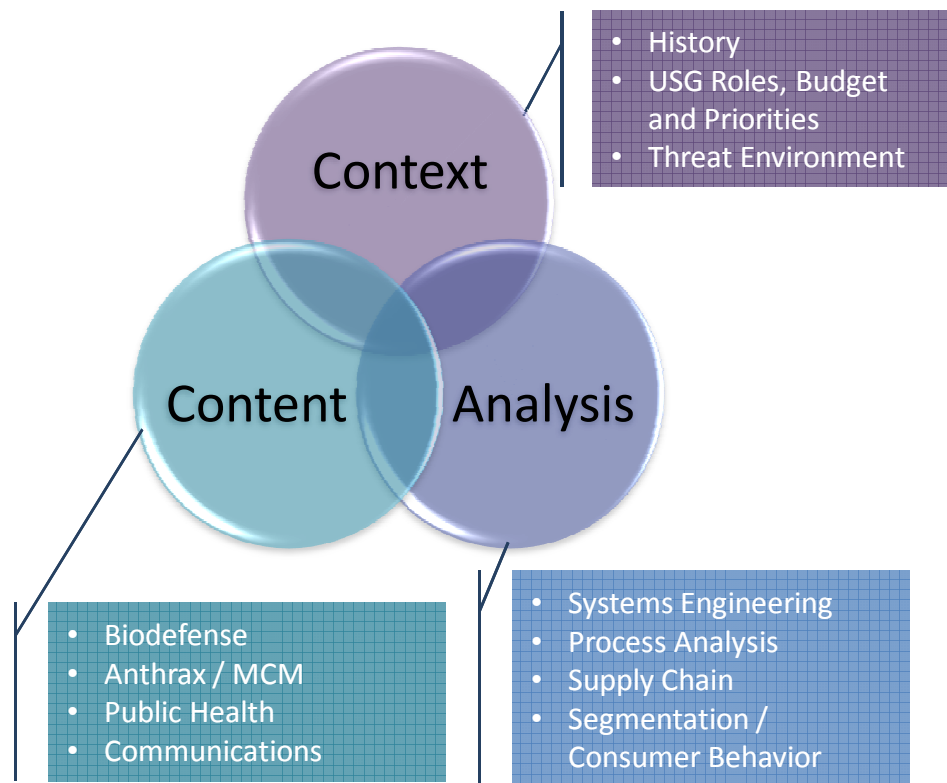 • History
• USG Roles, Budget
and Priorities
• Threat Environment
Context
Content
Analysis
• Biodefense
• Anthrax / MCM
• Public Health
• Communications
• Systems Engineering
• Process Analysis
• Supply Chain
• Segmentation /
Consumer Behavior